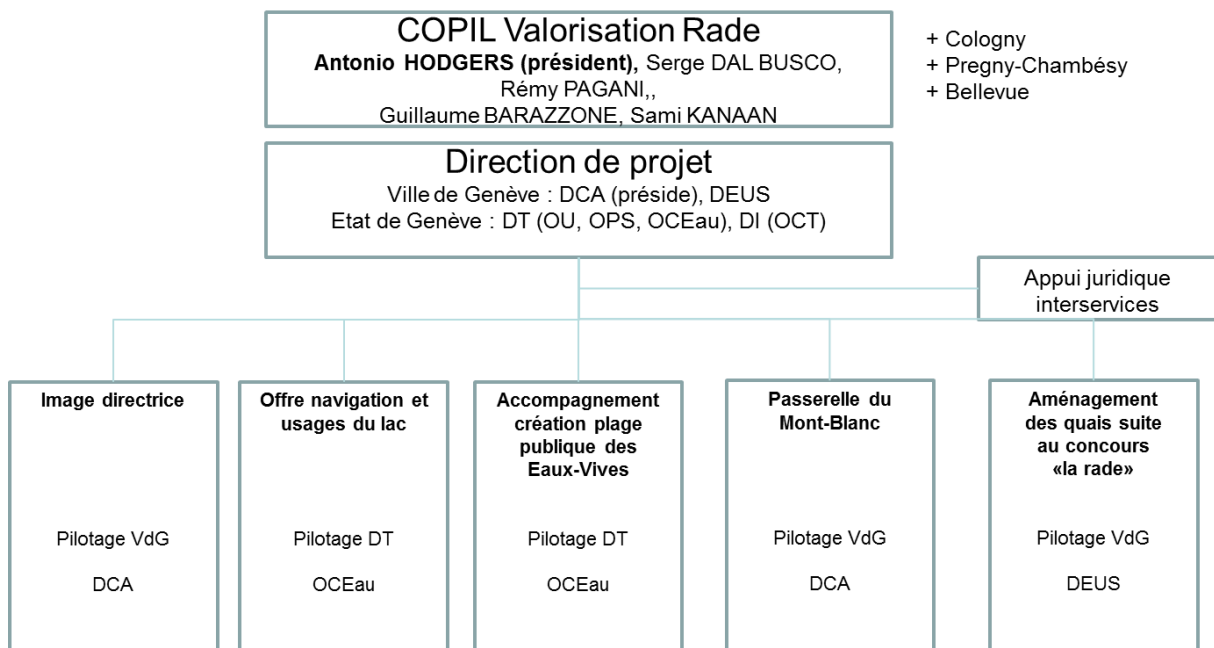 COPIL Valorisation Rade
Antonio HODGERS (président), Serge DAL BUSCO,
Rémy PAGANI,,
Guillaume BARAZZONE, Sami KANAAN
+ Cologny
+ Pregny-Chambésy
+ Bellevue
Direction de projet
Ville de Genève : DCA (préside), DEUS
Etat de Genève : DT (OU, OPS, OCEau), DI (OCT)
Appui juridique
interservices
Image directrice
Pilotage VdG
DCA
Offre navigation et
usages du lac
Pilotage DT
OCEau
Accompagnement
création plage
publique des
Eaux-Vives
Pilotage DT
OCEau
Passerelle du
Mont-Blanc
Pilotage VdG
DCA
Aménagement
des quais suite
au concours
«la rade»
Pilotage VdG
DEUS